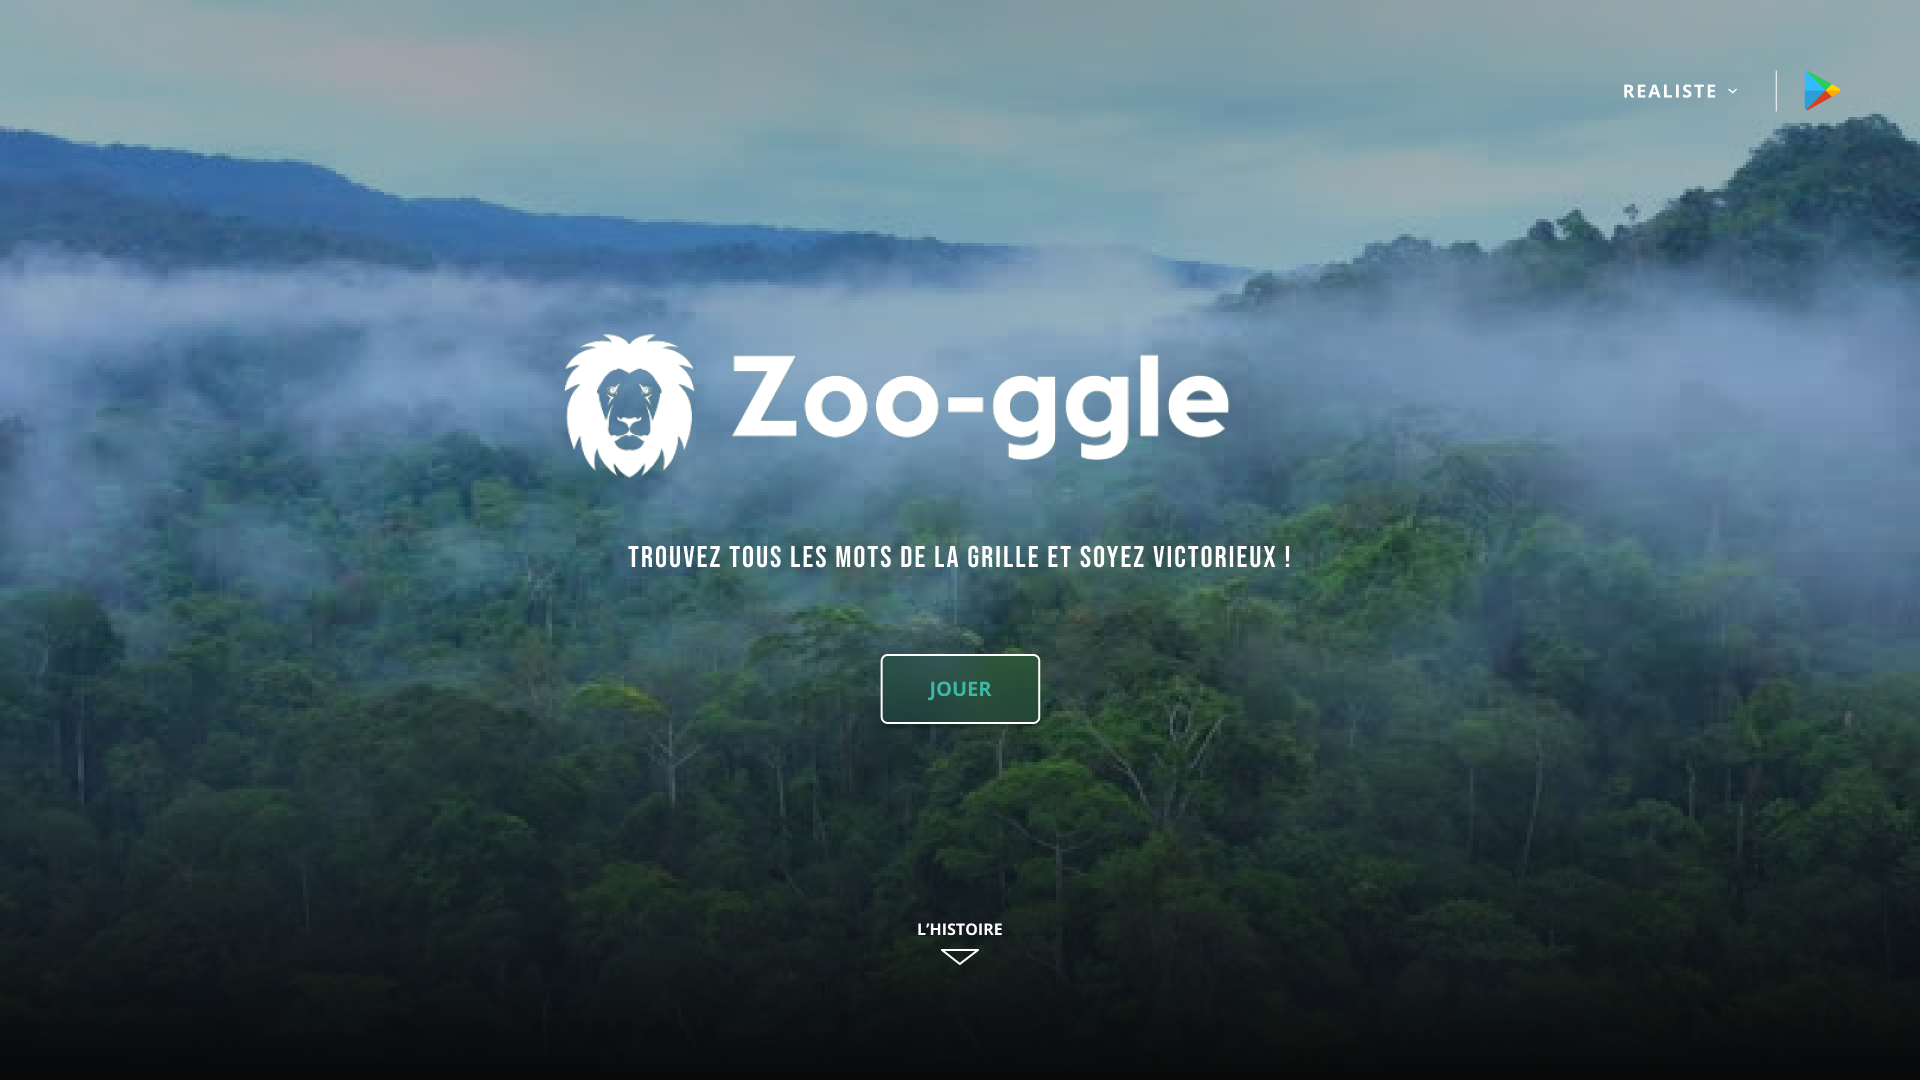 REALISTE
Zoo-ggle
TROUVEZ TOUS LES MOTS DE LA GRILLE ET SOYEZ VICTORIEUX !
JOUER
L'HISTOIRE